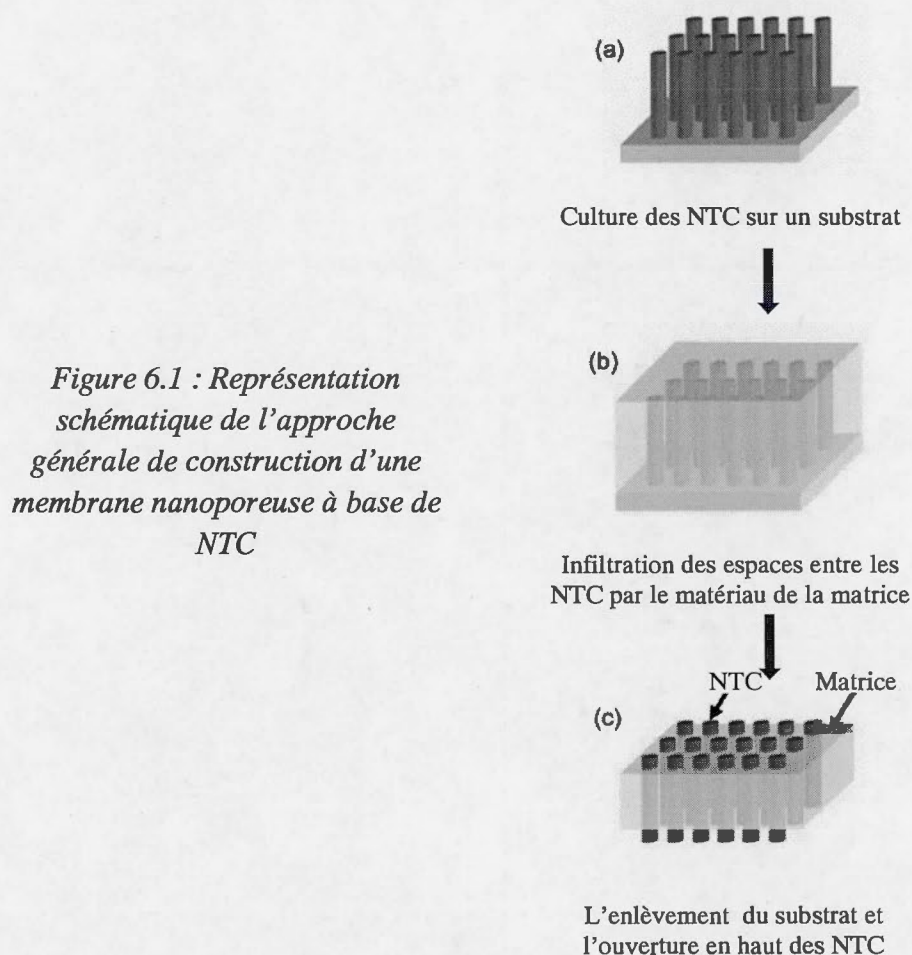 (a)
Culture des NTC sur un substrat
(b)
Figure 6.1 : Représentation
schématique de l'approche
générale de construction d'une
membrane nanoporeuse à base de
NTC
Infiltration des espaces entre les
NTC par le matériau de la matrice
NTC Matrice
(c)
L'enlèvement du substrat et
l'ouverture en haut des NTC